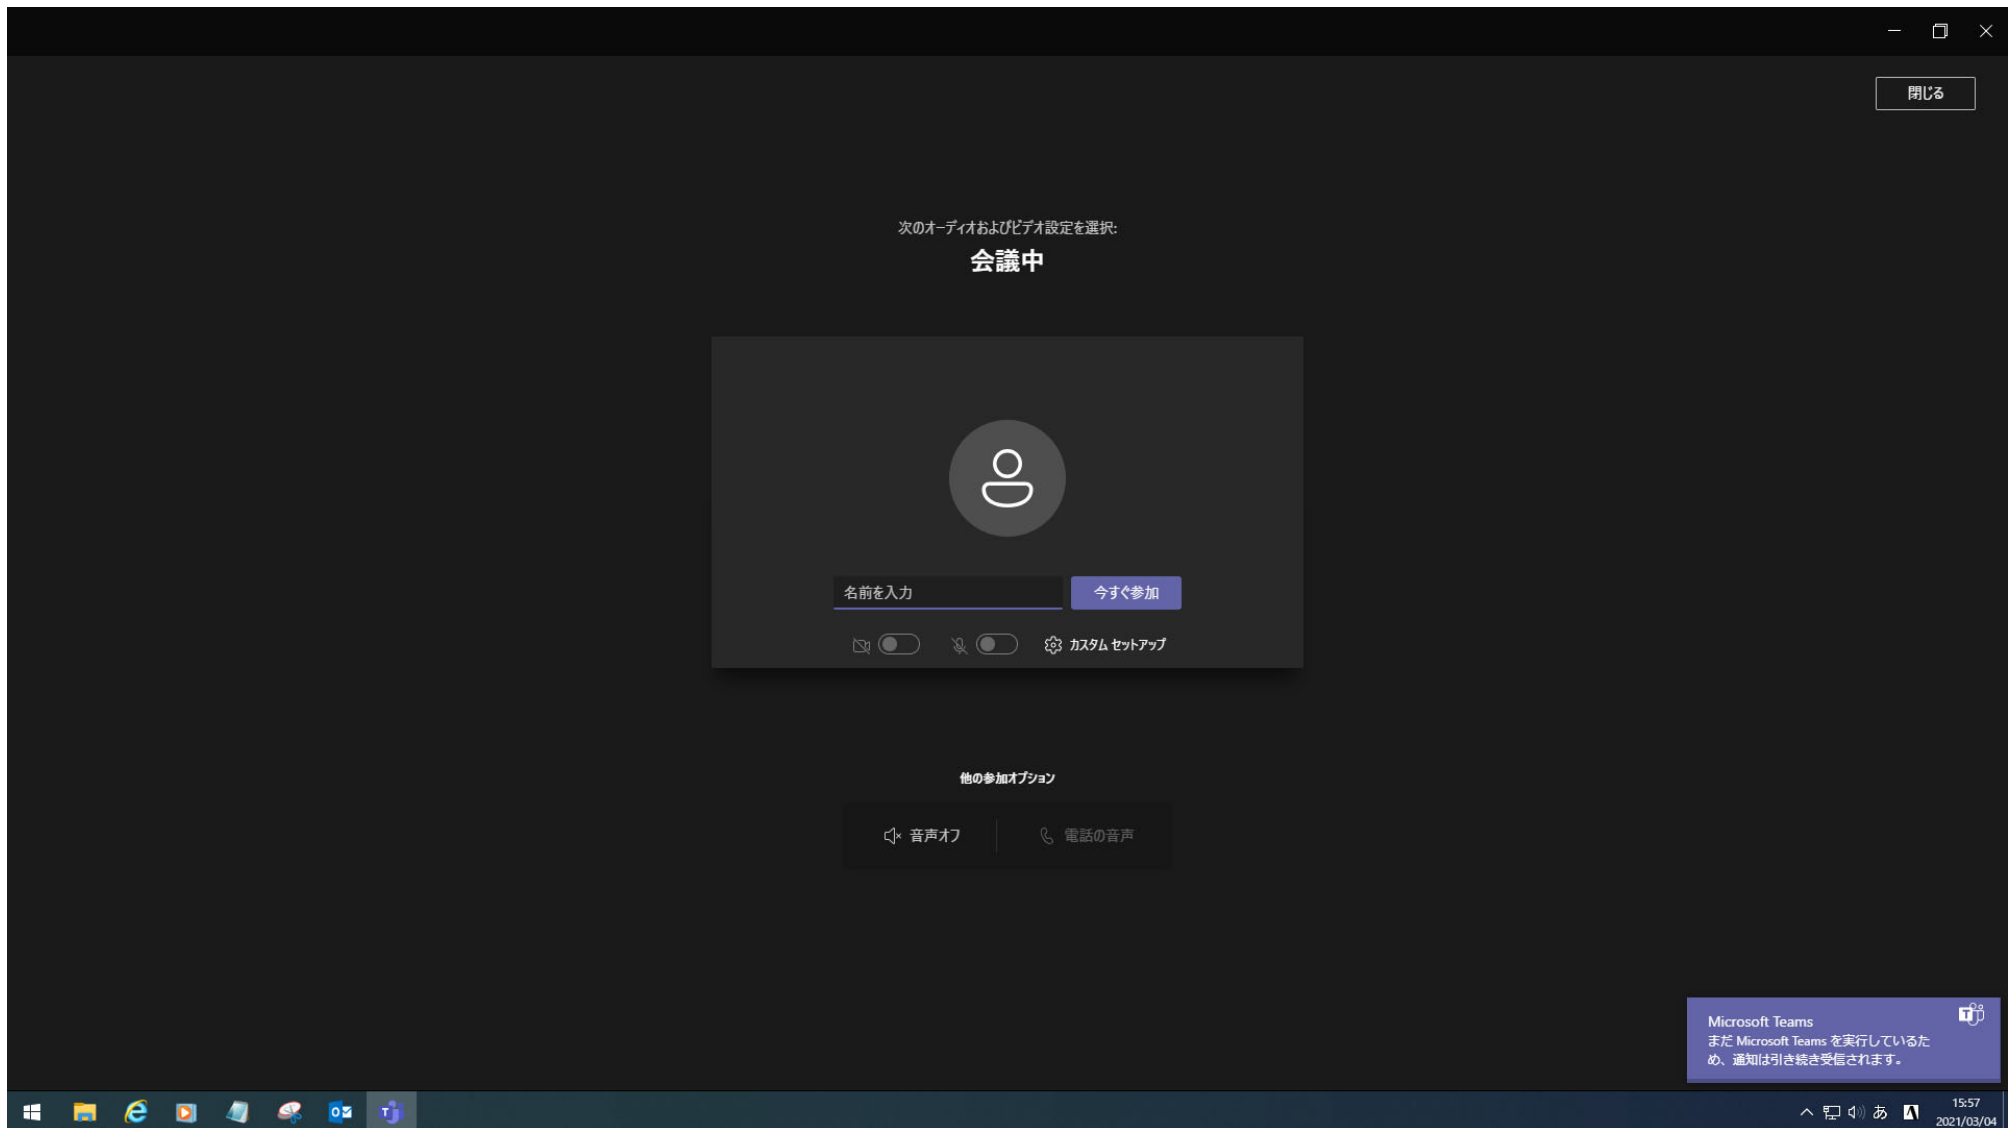 閉じる
次のオーディオおよびビデオ設定を選択:
会議中
名前を入力
今すぐ参加
カスタム セットアップ
他の参加オプション
音声オフ
電話の音声
Microsoft Teams
まだ Microsoft Teams を実行しているた
め、通知は引き続き受信されます。
あ
15:57
2021/03/04